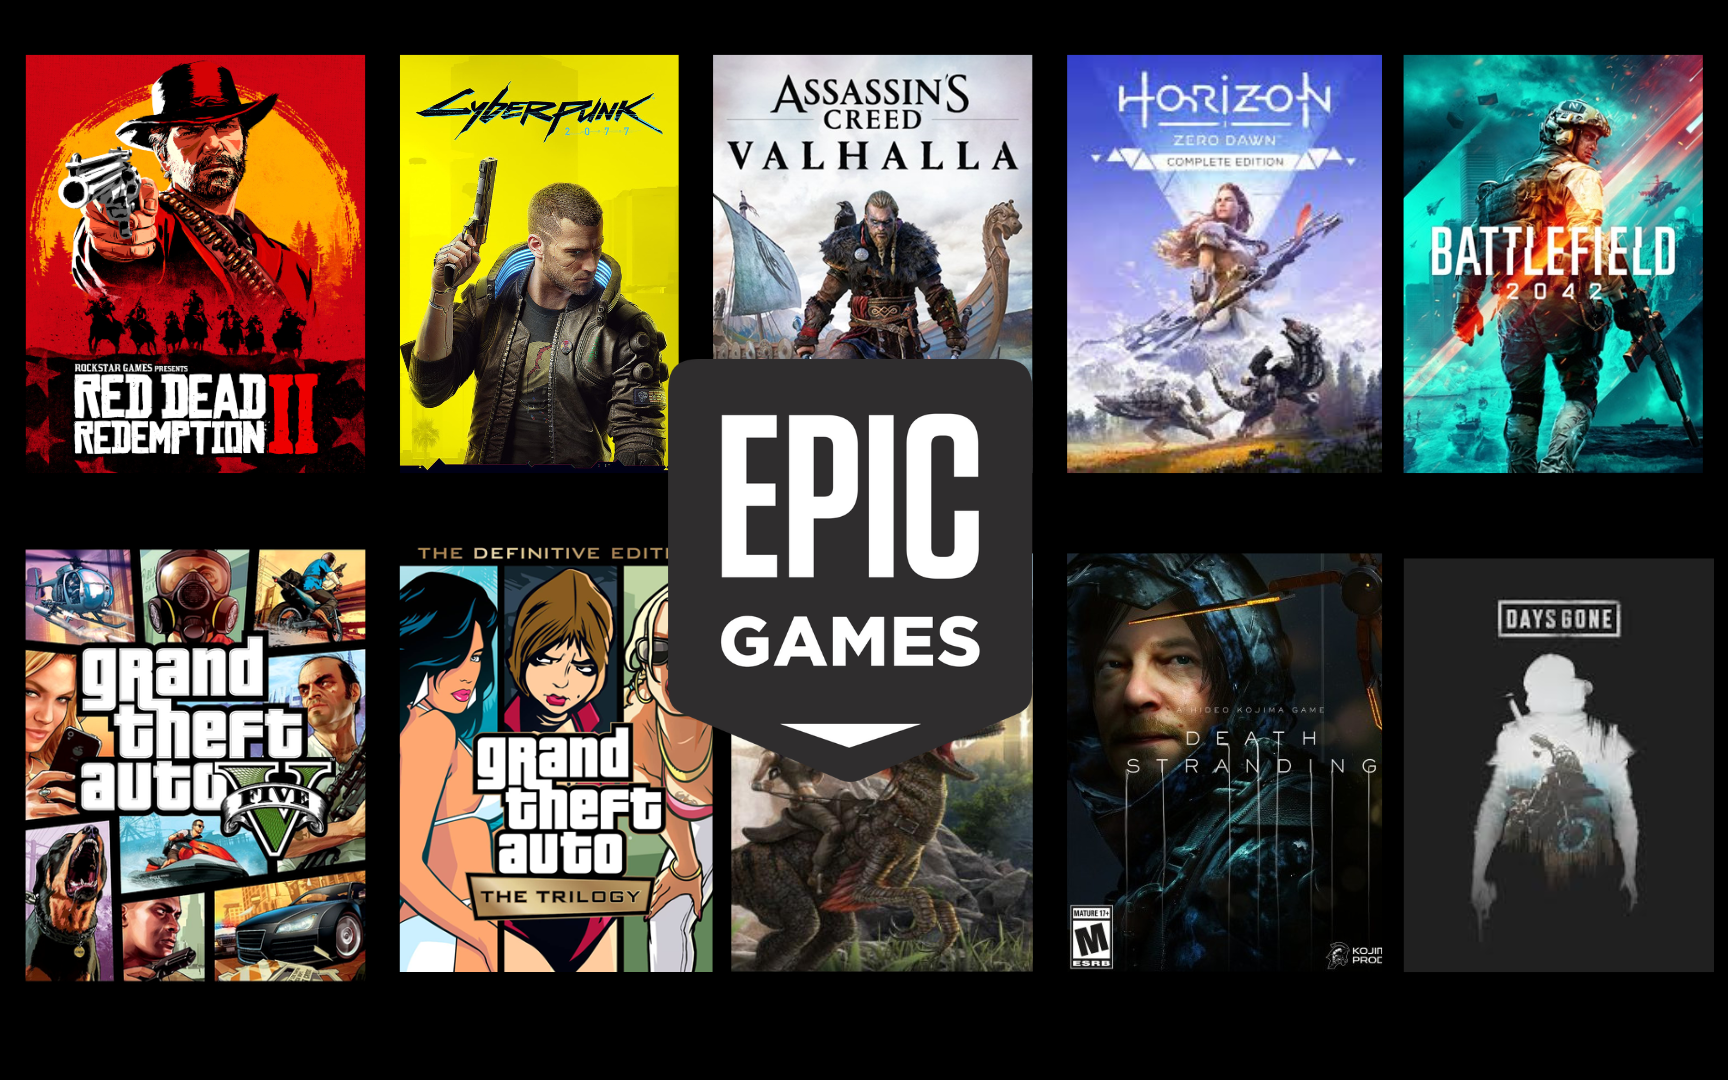 ROCKSTAR GAMES PRESENTS
RED DEAD
REDEMPTION II
CYBERPUNK
2077
ASSASSIN'S
CREED
VALHALLA
HORIZON
ZERO DAWN
COMPLETE EDITION
BATTLEFIELD
2042
EPIC
GAMES
grand
theft
auto V
FIVE
THE DEFINITIVE EDITI
grand
theft
auto
THE TRILOGY
A HIDEO KOJIMA GAME
DEATH
STRANDING
MATURE 17+
M
ESRB
KOJIM
PROD
DAYS GONE